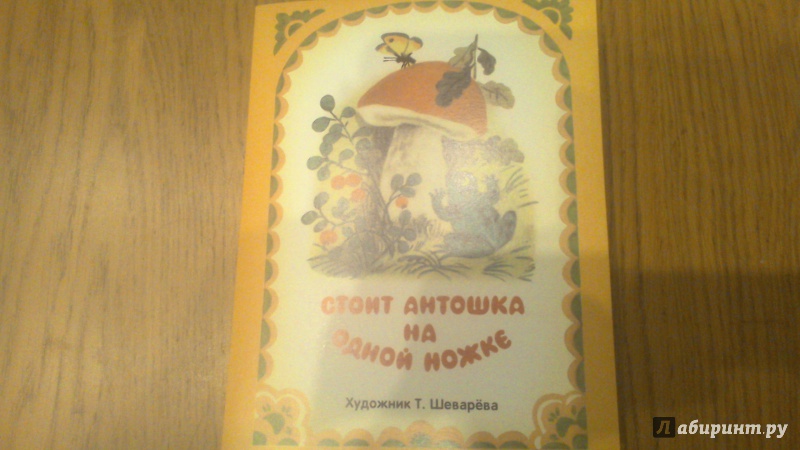 СТОИТ АНТОШКА
НА
ОДНОЙ НОЖКЕ
Художник Т. Шеварёва
Лабиринт.ру